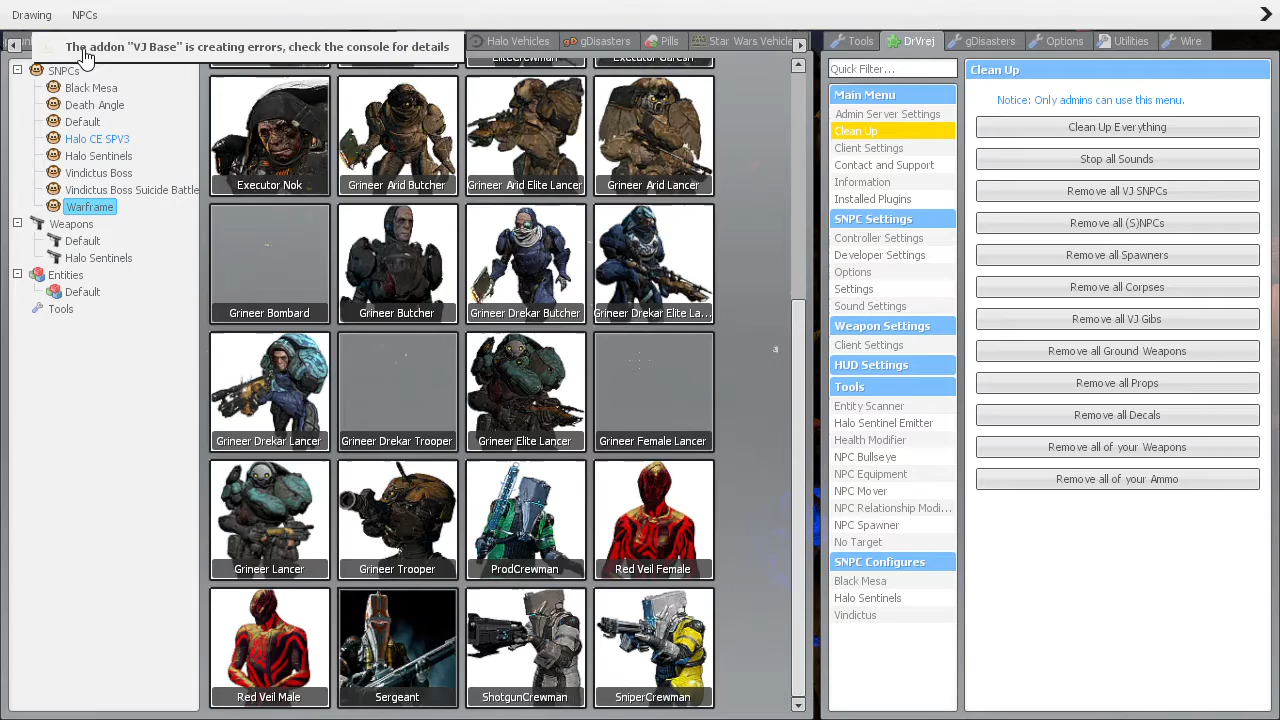 Drawing NPCs
The addon "VJ Base" is creating errors, check the console for details
Halo Vehicles gDisasters Pills Star Wars Vehicle
Tools DrVrej gDisasters Options Utilities Wire
SNPCs
Black Mesa
Death Angle
Default
Halo CE SPV3
Halo Sentinels
Vindictus Boss
Vindictus Boss Suicide Battle
Warframe
Weapons
Default
Halo Sentinels
Entities
Default
Tools
EliteCrewman Executor Garesh
Executor Nok Grineer Arid Butcher Grineer Arid Elite Lancer Grineer Arid Lancer
Grineer Bombard Grineer Butcher Grineer Drekar Butcher Grineer Drekar Elite La...
Grineer Drekar Lancer Grineer Drekar Trooper Grineer Elite Lancer Grineer Female Lancer
Grineer Lancer Grineer Trooper ProdCrewman Red Veil Female
Red Veil Male Sergeant ShotgunCrewman SniperCrewman
Quick Filter...
Main Menu
Admin Server Settings
Clean Up
Client Settings
Contact and Support
Information
Installed Plugins
SNPC Settings
Controller Settings
Developer Settings
Options
Settings
Sound Settings
Weapon Settings
Client Settings
HUD Settings
Tools
Entity Scanner
Halo Sentinel Emitter
Health Modifier
NPC Bullseye
NPC Equipment
NPC Mover
NPC Relationship Modi...
NPC Spawner
No Target
SNPC Configures
Black Mesa
Halo Sentinels
Vindictus
Clean Up
Notice: Only admins can use this menu.
Clean Up Everything
Stop all Sounds
Remove all VJ SNPCs
Remove all (S)NPCs
Remove all Spawners
Remove all Corpses
Remove all VJ Gibs
Remove all Ground Weapons
Remove all Props
Remove all Decals
Remove all of your Weapons
Remove all of your Ammo